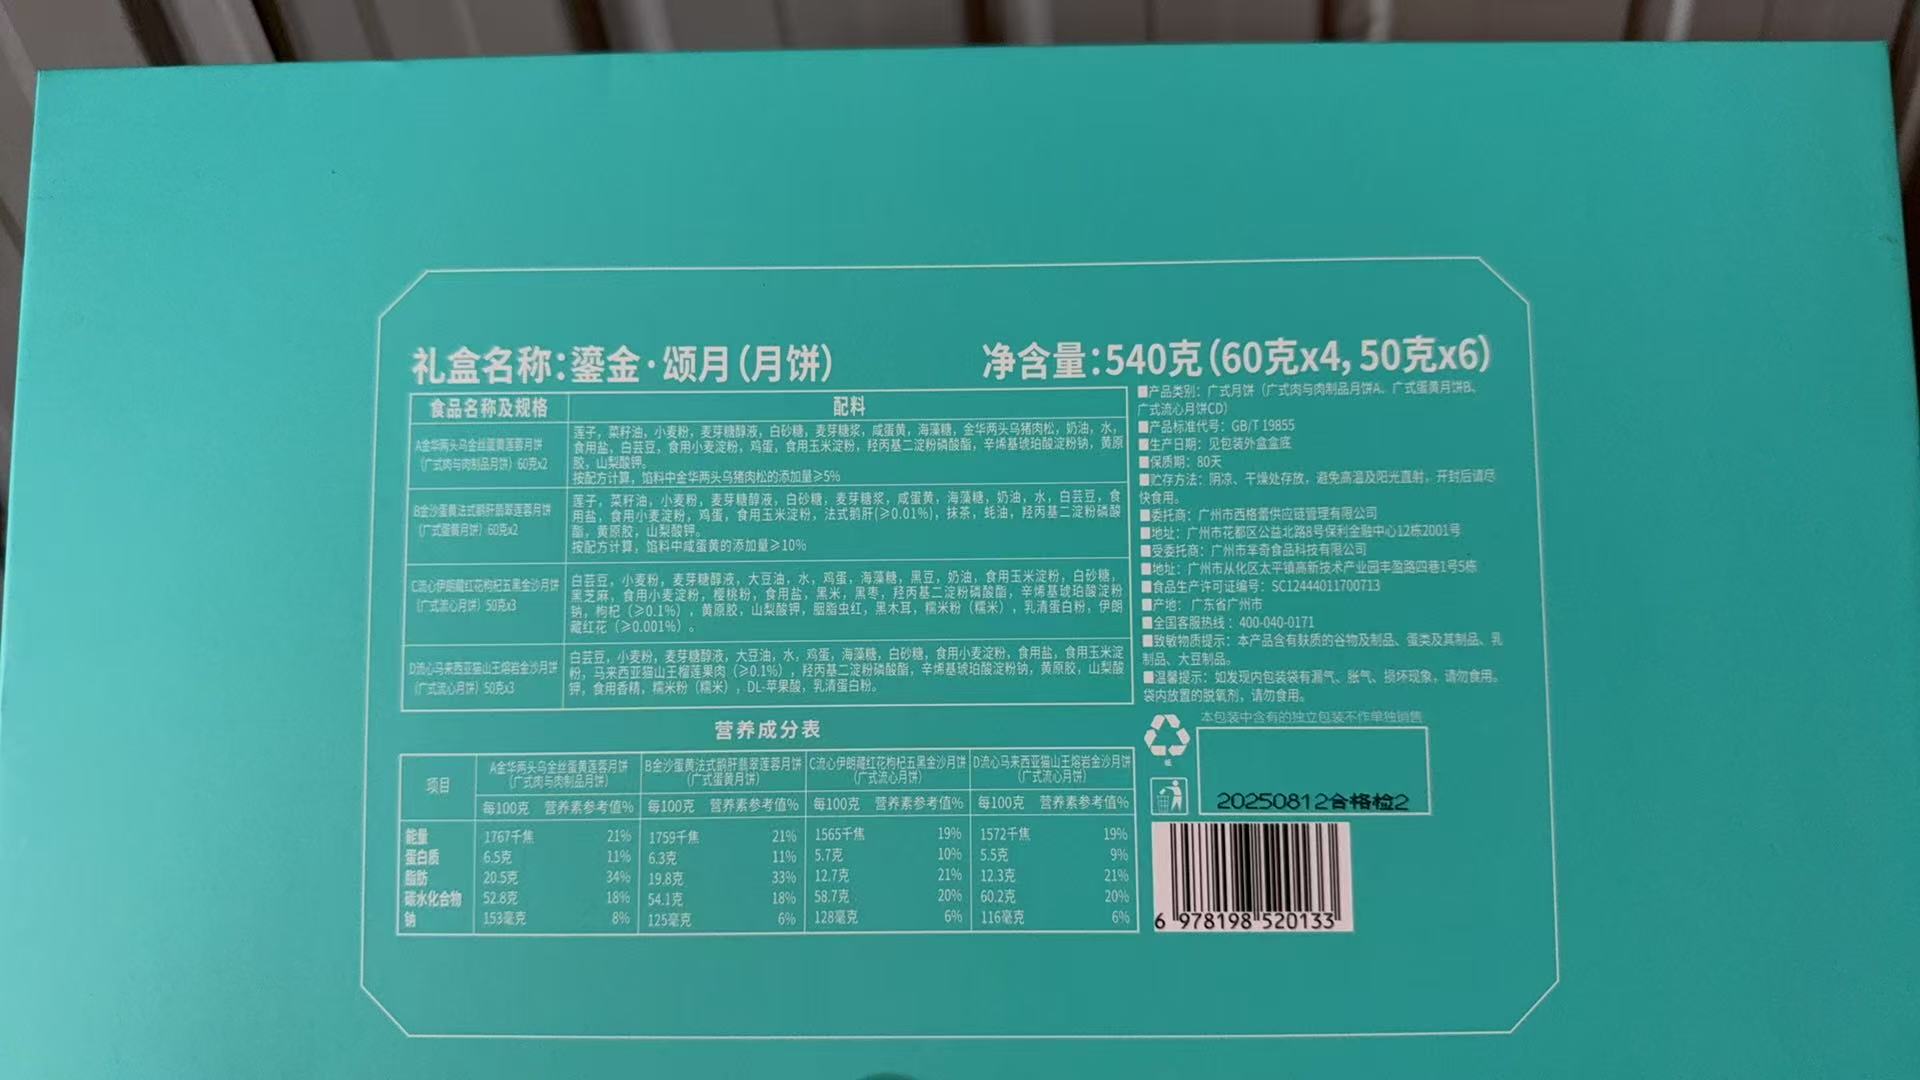 礼盒名称:鎏金·颂月(月饼)
净含量:540克(60克x4, 50克x6)
食品名称及规格 配料
A金华两头乌金丝蛋黄莲蓉月饼
(广式肉与肉制品月饼) 60克x2
莲子，菜籽油，小麦粉，麦芽糖醇液，白砂糖，麦芽糖浆，咸蛋黄，海藻糖，金华两头乌猪肉松，奶油，水，
食用盐，白芸豆，食用小麦淀粉，鸡蛋，食用玉米淀粉，羟丙基二淀粉磷酸酯，辛烯基琥珀酸淀粉钠，黄原
胶，山梨酸钾。
按配方计算，馅料中金华两头乌猪肉松的添加量≥5%
B金沙蛋黄法式鹅肝翡翠莲蓉月饼
(广式蛋黄月饼) 60克x2
莲子，菜籽油，小麦粉，麦芽糖醇液，白砂糖，麦芽糖浆，咸蛋黄，海藻糖，奶油，水，白芸豆，食
用盐，食用小麦淀粉，鸡蛋，食用玉米淀粉，法式鹅肝(≥0.01%)，抹茶，蚝油，羟丙基二淀粉磷酸
酯，黄原胶，山梨酸钾。
按配方计算，馅料中咸蛋黄的添加量≥10%
C流心伊朗藏红花枸杞五黑金沙月饼
(广式流心月饼) 50克x3
白芸豆，小麦粉，麦芽糖醇液，大豆油，水，鸡蛋，海藻糖，黑豆，奶油，食用玉米淀粉，白砂糖，
黑芝麻，食用小麦淀粉，樱桃粉，食用盐，黑米，黑枣，羟丙基二淀粉磷酸酯，辛烯基琥珀酸淀粉
钠，枸杞（≥0.1%），黄原胶，山梨酸钾，胭脂虫红，黑木耳，糯米粉（糯米），乳清蛋白粉，伊朗
藏红花（≥0.001%）。
D流心马来西亚猫山王熔岩金沙月饼
(广式流心月饼) 50克x3
白芸豆，小麦粉，麦芽糖醇液，大豆油，水，鸡蛋，海藻糖，白砂糖，食用小麦淀粉，食用盐，食用玉米淀
粉，马来西亚猫山王榴莲果肉（≥0.1%），羟丙基二淀粉磷酸酯，辛烯基琥珀酸淀粉钠，黄原胶，山梨酸
钾，食用香精，糯米粉（糯米），DL-苹果酸，乳清蛋白粉。
■产品类别：广式月饼（广式肉与肉制品月饼A、广式蛋黄月饼B、
广式流心月饼CD）
■产品标准代号：GB/T 19855
■生产日期：见包装外盒盒底
■保质期：80天
■贮存方法：阴凉、干燥处存放，避免高温及阳光直射，开封后请尽
快食用。
■委托商：广州市西格蕾供应链管理有限公司
■地址：广州市花都区公益北路8号保利金融中心12栋2001号
■受委托商：广州市羊奇食品科技有限公司
■地址：广州市从化区太平镇高新技术产业园丰盈路四巷1号5栋
■食品生产许可证编号：SC12444011700713
■产地：广东省广州市
■全国客服热线：400-040-0171
■致敏物质提示：本产品含有麸质的谷物及制品、蛋类及其制品、乳
制品、大豆制品。
■温馨提示：如发现内包装袋有漏气、胀气、损坏现象，请勿食用。
袋内放置的脱氧剂，请勿食用。
本包装中含有的独立包装不作单独销售
纸
20250812合格检2
6 978198 520133
营养成分表
项目 A金华两头乌金丝蛋黄莲蓉月饼 B金沙蛋黄法式鹅肝翡翠莲蓉月饼 C流心伊朗藏红花枸杞五黑金沙月饼 D流心马来西亚猫山王熔岩金沙月饼
(广式肉与肉制品月饼) (广式蛋黄月饼) (广式流心月饼) (广式流心月饼)
每100克 营养素参考值% 每100克 营养素参考值% 每100克 营养素参考值% 每100克 营养素参考值%
能量 1767千焦 21% 1759千焦 21% 1565千焦 19% 1572千焦 19%
蛋白质 6.5克 11% 6.3克 11% 5.7克 10% 5.5克 9%
脂肪 20.5克 34% 19.8克 33% 12.7克 21% 12.3克 21%
碳水化合物 52.8克 18% 54.1克 18% 58.7克 20% 60.2克 20%
钠 153毫克 8% 125毫克 6% 128毫克 6% 116毫克 6%